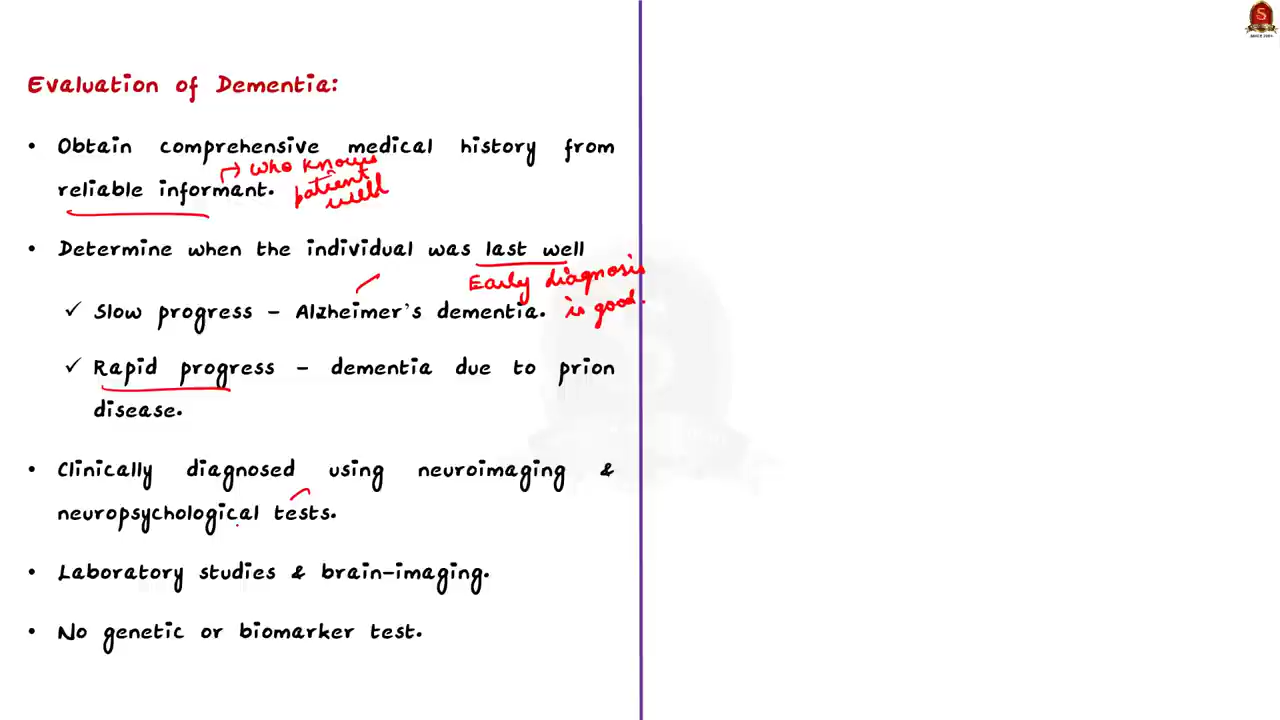 Evaluation of Dementia:
• Obtain comprehensive medical history from
→ who knows
reliable informant.
patient
well
• Determine when the individual was last well
Early diagnosis
✓ Slow progress – Alzheimer's dementia.
is good.
✓ Rapid progress – dementia due to prion
disease.
• Clinically diagnosed using neuroimaging &
neuropsychological tests.
• Laboratory studies & brain-imaging.
• No genetic or biomarker test.